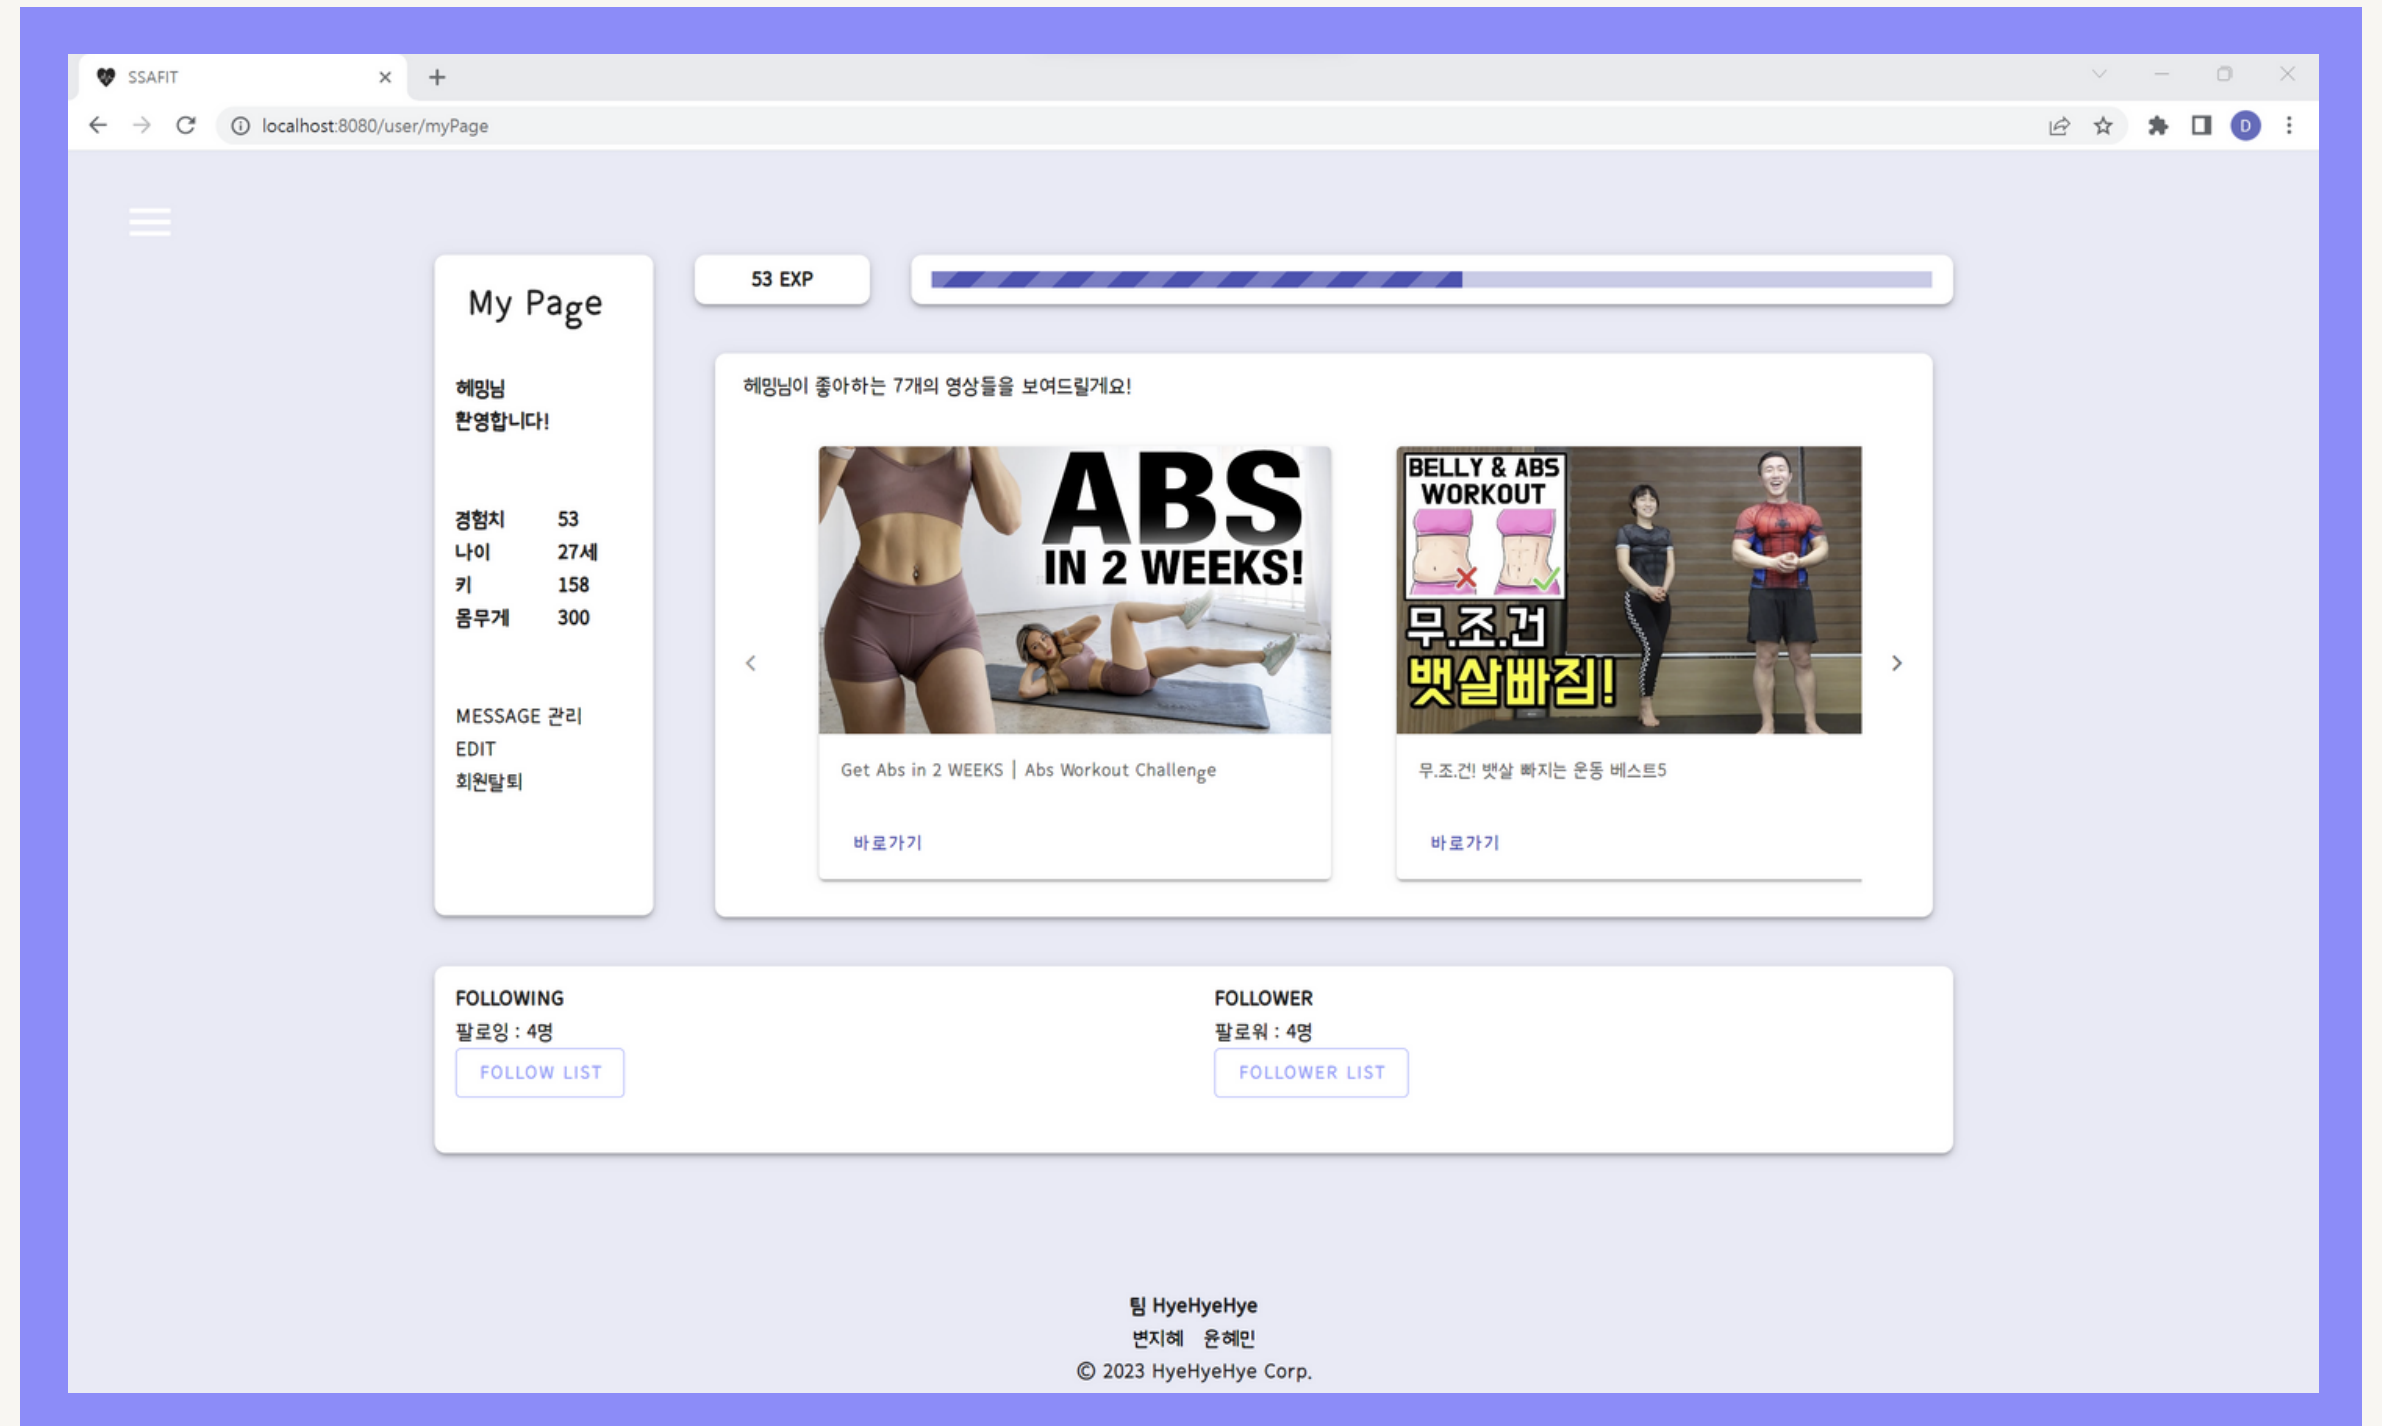 SSAFIT
localhost:8080/user/myPage
D
My Page
헤밍님
환영합니다!
경험치 53
나이 27세
키 158
몸무게 300
MESSAGE 관리
EDIT
회원탈퇴
53 EXP
헤밍님이 좋아하는 7개의 영상들을 보여드릴게요!
ABS
IN 2 WEEKS!
Get Abs in 2 WEEKS | Abs Workout Challenge
바로가기
BELLY & ABS
WORKOUT
무.조.건
뱃살빠짐!
무.조.건! 뱃살 빠지는 운동 베스트5
바로가기
FOLLOWING
팔로잉 : 4명
FOLLOW LIST
FOLLOWER
팔로워 : 4명
FOLLOWER LIST
팀 HyeHyeHye
변지혜 윤혜민
© 2023 HyeHyeHye Corp.